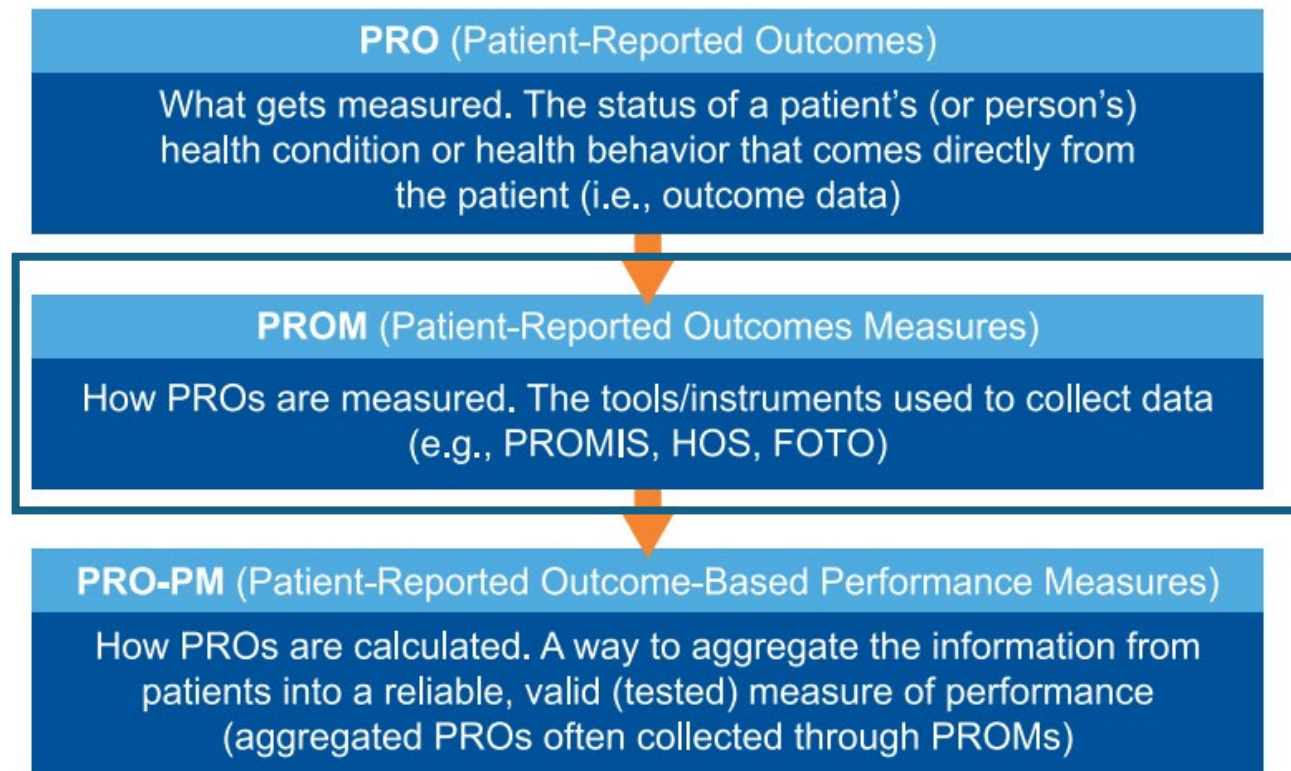 PRO (Patient-Reported Outcomes)
What gets measured. The status of a patient's (or person's)
health condition or health behavior that comes directly from
the patient (i.e., outcome data)
PROM (Patient-Reported Outcomes Measures)
How PROs are measured. The tools/instruments used to collect data
(e.g., PROMIS, HOS, FOTO)
PRO-PM (Patient-Reported Outcome-Based Performance Measures)
How PROs are calculated. A way to aggregate the information from
patients into a reliable, valid (tested) measure of performance
(aggregated PROs often collected through PROMs)